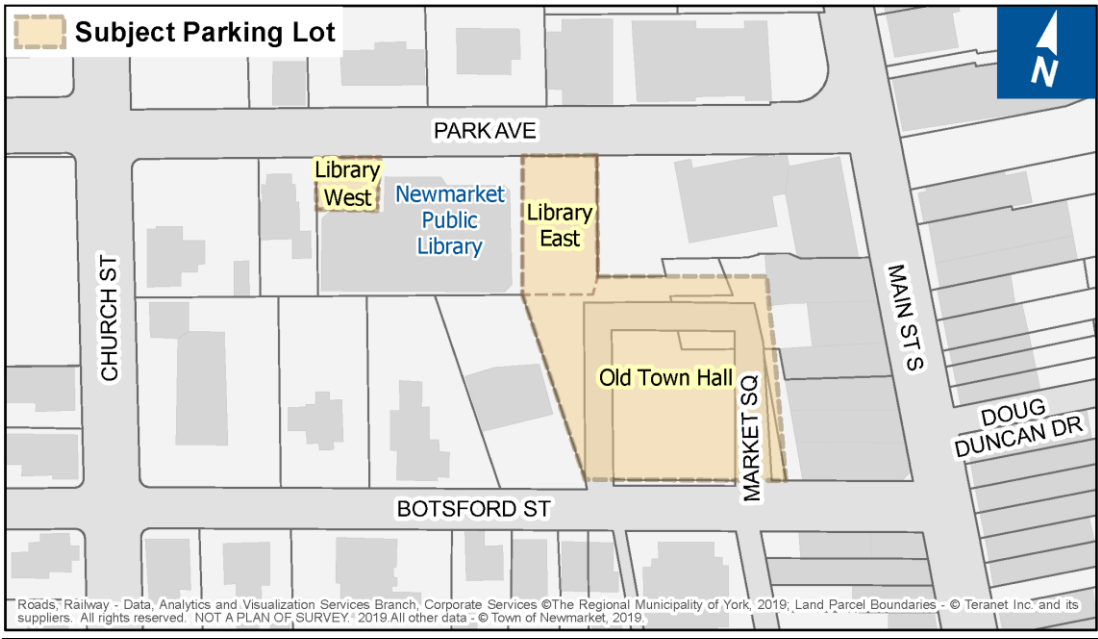 Subject Parking Lot
N
PARK AVE
Library
West
Newmarket
Public
Library
Library
East
CHURCH ST
MAIN ST S
Old Town Hall
MARKET SQ
DOUG
DUNCAN DR
BOTSFORD ST
Roads, Railway - Data, Analytics and Visualization Services Branch, Corporate Services ©The Regional Municipality of York, 2019; Land Parcel Boundaries - © Teranet Inc. and its
suppliers. All rights reserved. NOT A PLAN OF SURVEY. 2019.All other data - © Town of Newmarket, 2019.